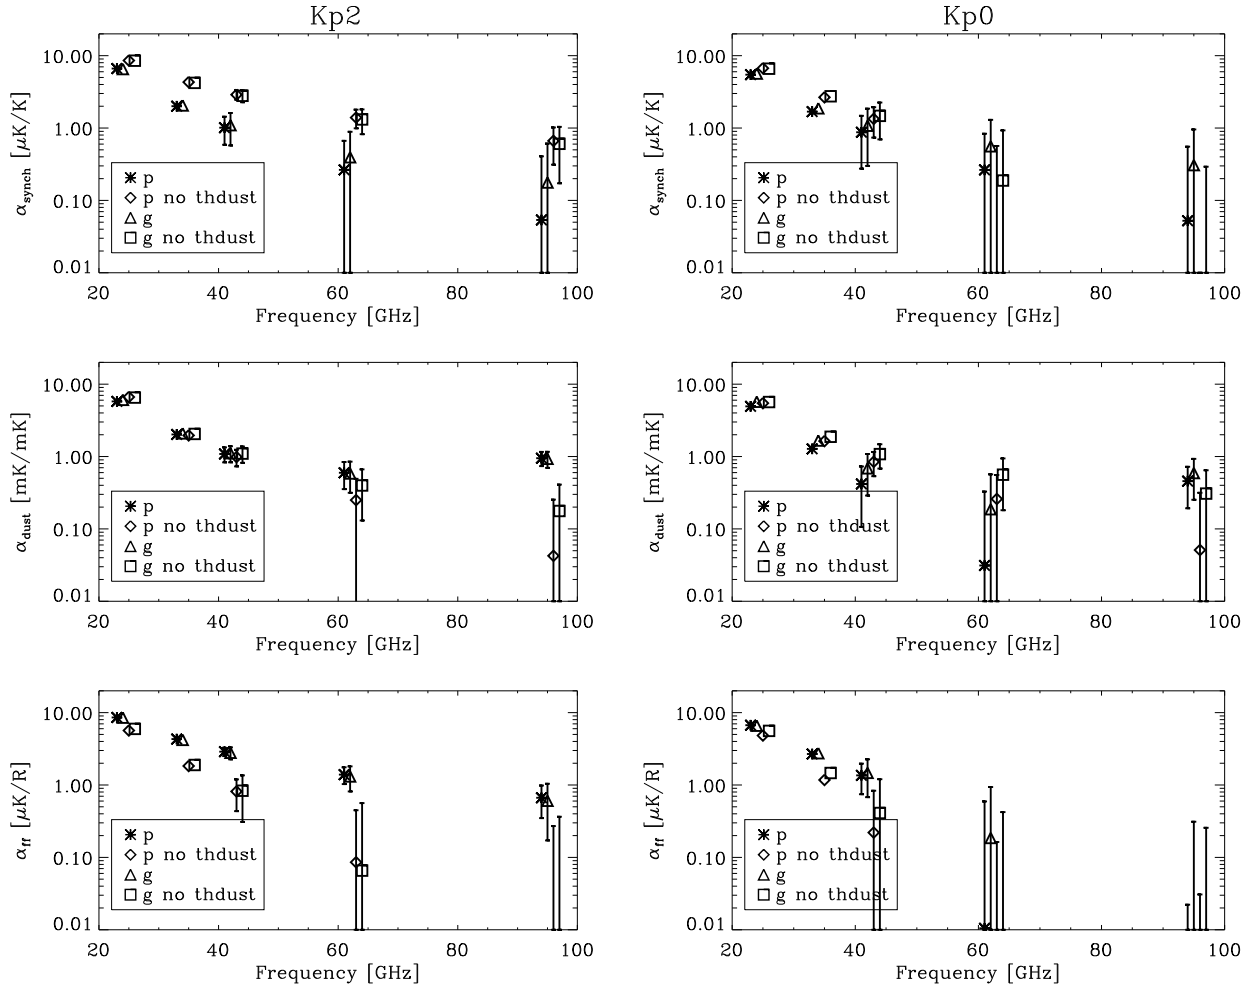 Kp2
Kp0
10.00
1.00
0.10
0.01
α_synch [μK/K]
p
p no thdust
g
g no thdust
20 40 60 80 100
Frequency [GHz]
10.00
1.00
0.10
0.01
α_synch [μK/K]
p
p no thdust
g
g no thdust
20 40 60 80 100
Frequency [GHz]
10.00
1.00
0.10
0.01
α_dust [mK/mK]
p
p no thdust
g
g no thdust
20 40 60 80 100
Frequency [GHz]
10.00
1.00
0.10
0.01
α_dust [mK/mK]
p
p no thdust
g
g no thdust
20 40 60 80 100
Frequency [GHz]
10.00
1.00
0.10
0.01
α_ff [μK/R]
p
p no thdust
g
g no thdust
20 40 60 80 100
Frequency [GHz]
10.00
1.00
0.10
0.01
α_ff [μK/R]
p
p no thdust
g
g no thdust
20 40 60 80 100
Frequency [GHz]